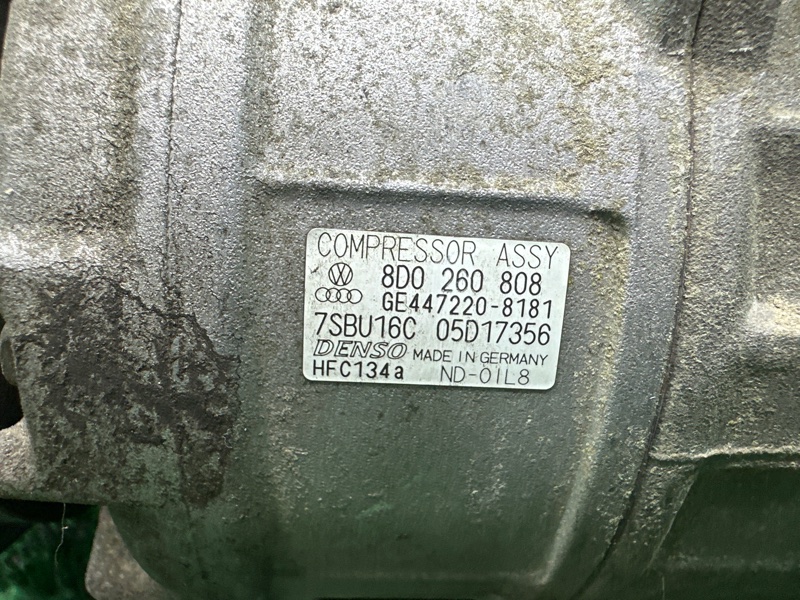 COMPRESSOR ASSY
8D0 260 808
GE447220-8181
7SBU16C 05D17356
DENSO MADE IN GERMANY
HFC134a ND-OIL8